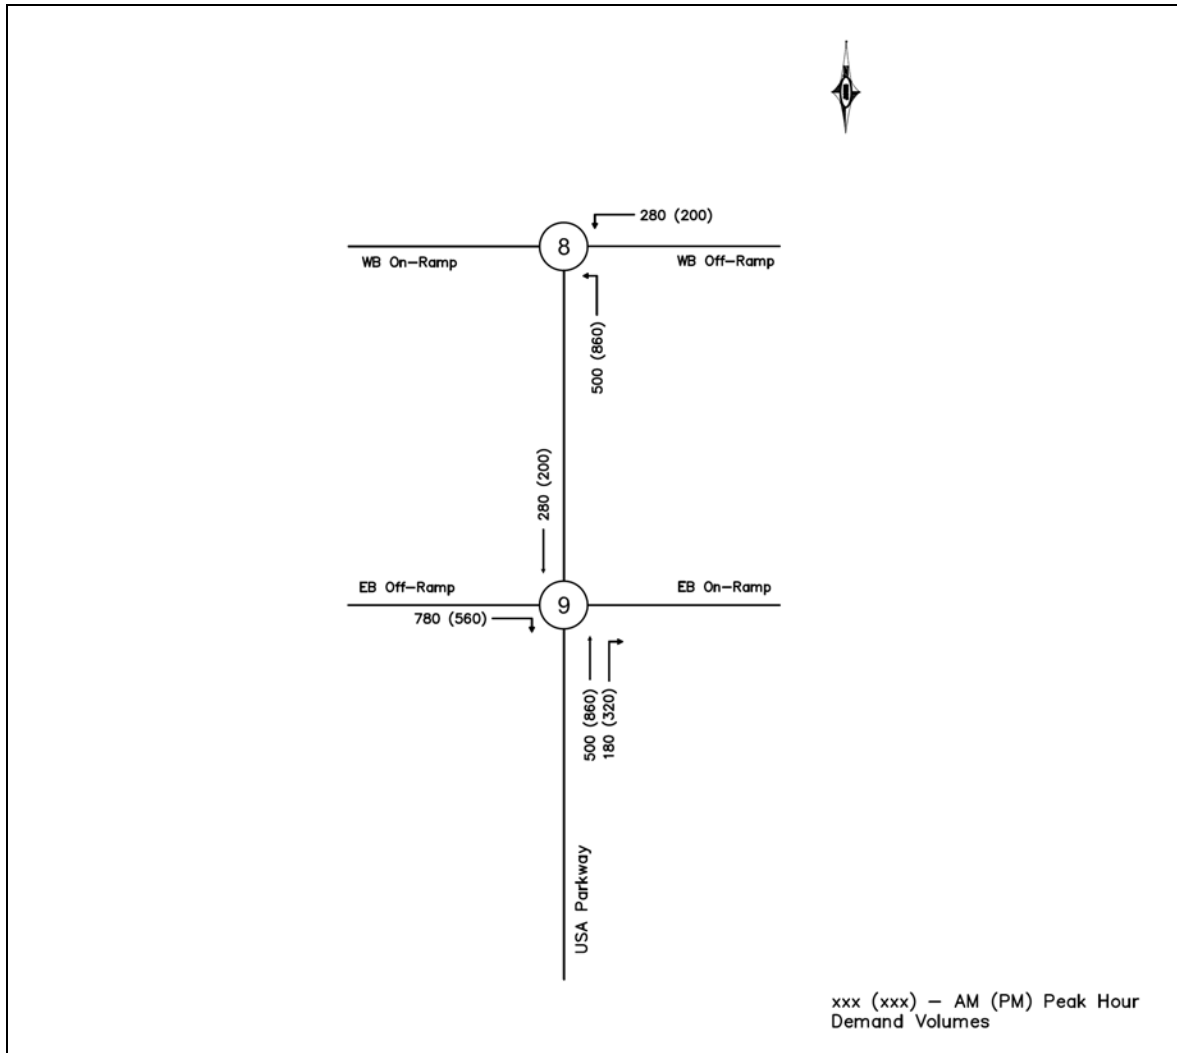 280 (200)
8
WB On-Ramp
WB Off-Ramp
500 (860)
280 (200)
EB Off-Ramp
EB On-Ramp
9
780 (560)
500 (860)
180 (320)
USA Parkway
xxx (xxx) – AM (PM) Peak Hour
Demand Volumes